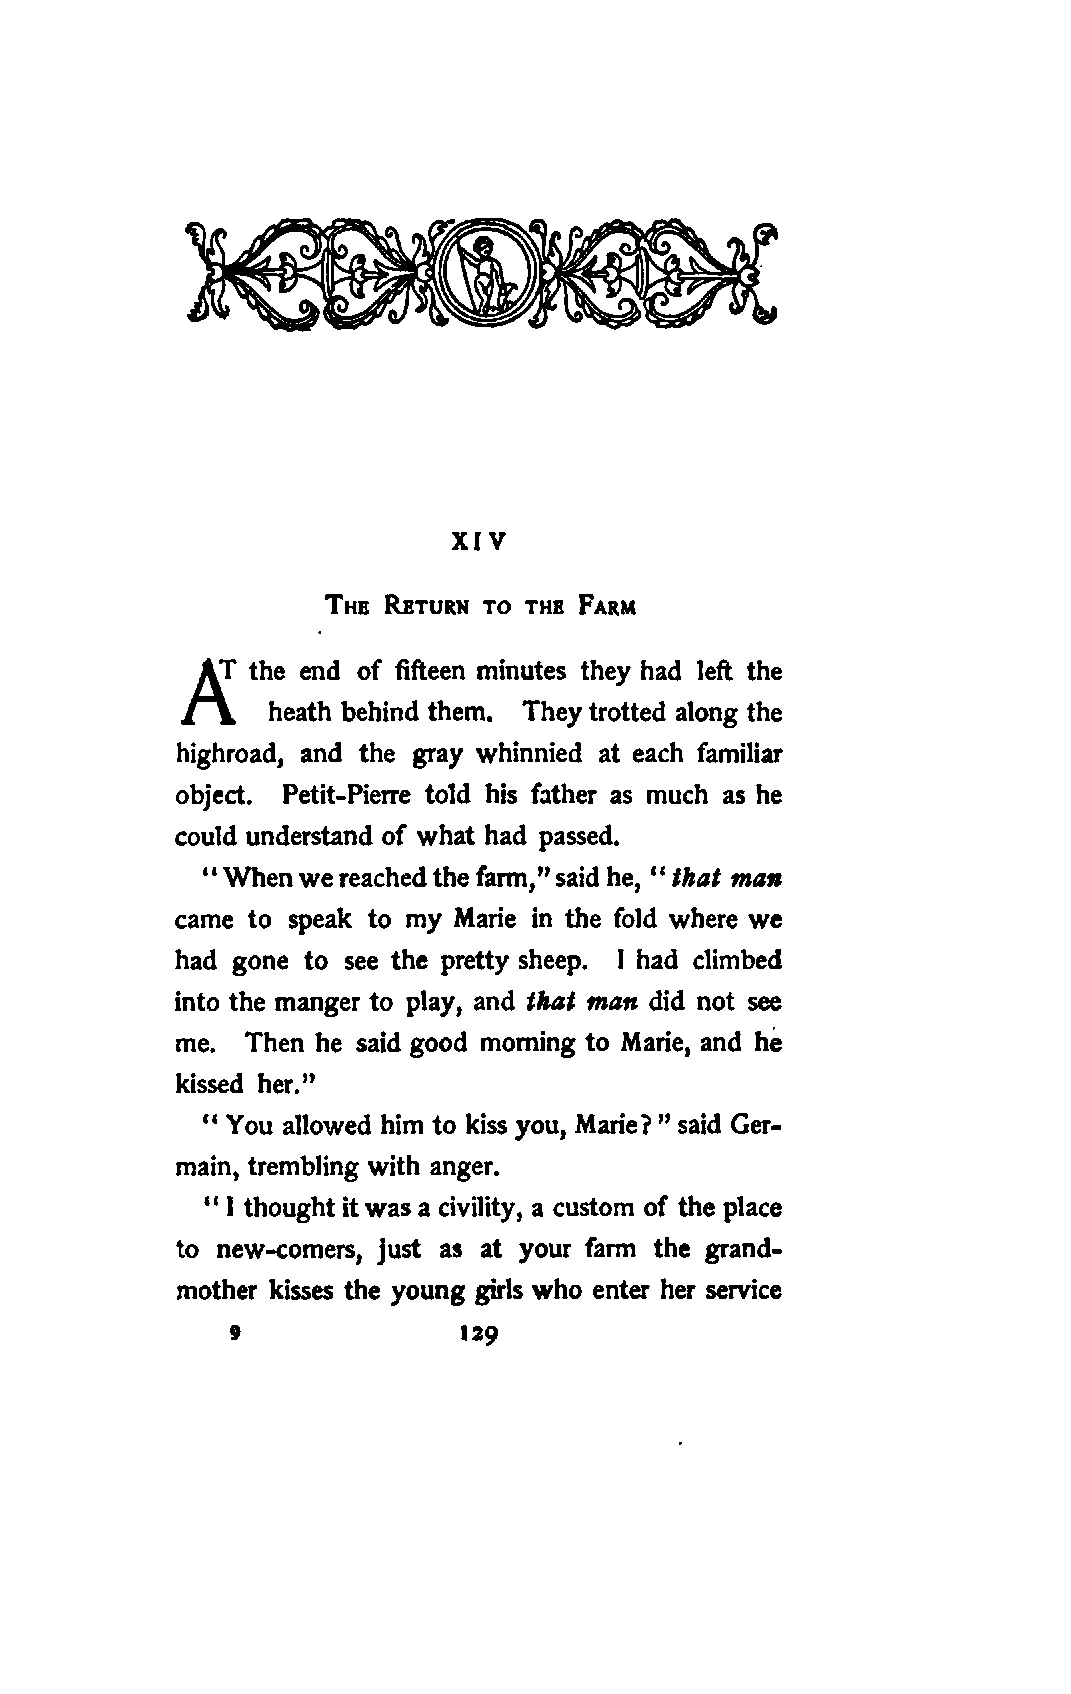 XIV
THE RETURN TO THE FARM
AT the end of fifteen minutes they had left the
heath behind them. They trotted along the
highroad, and the gray whinnied at each familiar
object. Petit-Pierre told his father as much as he
could understand of what had passed.
"When we reached the farm," said he, "that man
came to speak to my Marie in the fold where we
had gone to see the pretty sheep. I had climbed
into the manger to play, and that man did not see
me. Then he said good morning to Marie, and he
kissed her."
"You allowed him to kiss you, Marie?" said Ger-
main, trembling with anger.
"I thought it was a civility, a custom of the place
to new-comers, just as at your farm the grand-
mother kisses the young girls who enter her service
9 129